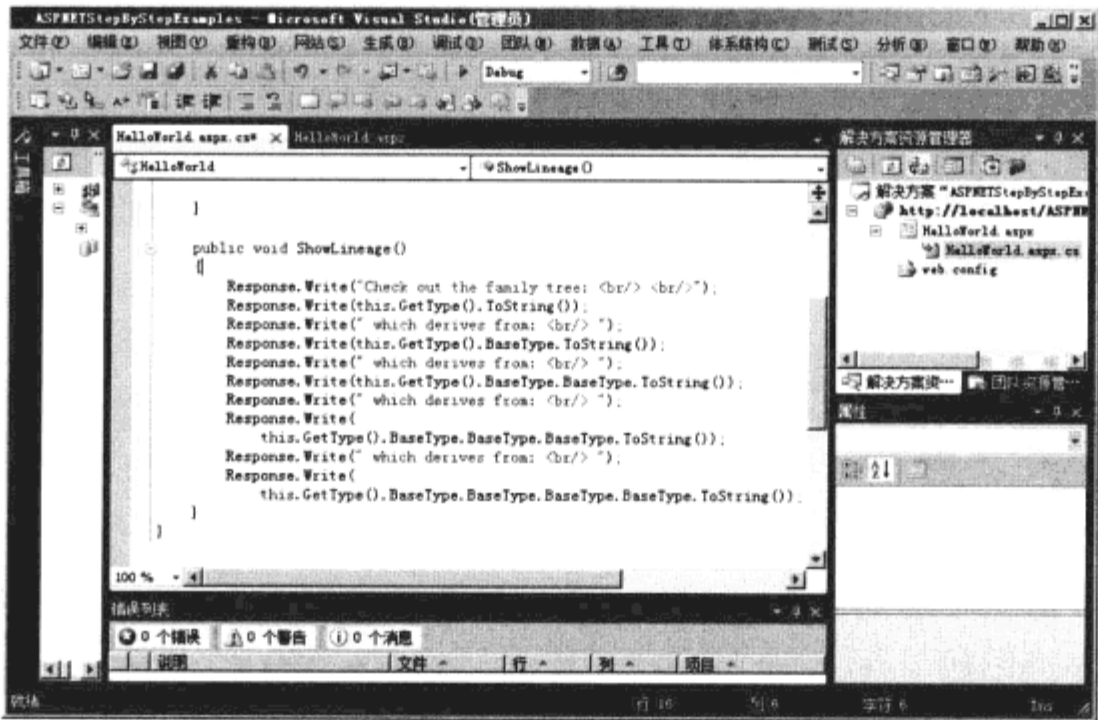 ASPNETStepByStepExamples - Microsoft Visual Studio(管理员)
文件(F) 编辑(E) 视图(V) 重构(R) 网站(S) 生成(B) 调试(D) 团队(M) 数据(A) 工具(T) 体系结构(C) 测试(S) 分析(N) 窗口(W) 帮助(H)
Debug
HelloWorld.aspx.cs* HelloWorld.aspx
HelloWorld ShowLineage()
}
public void ShowLineage()
{
Response.Write("Check out the family tree: <br/> <br/>");
Response.Write(this.GetType().ToString());
Response.Write(" which derives from: <br/> ");
Response.Write(this.GetType().BaseType.ToString());
Response.Write(" which derives from: <br/> ");
Response.Write(this.GetType().BaseType.BaseType.ToString());
Response.Write(" which derives from: <br/> ");
Response.Write(
this.GetType().BaseType.BaseType.BaseType.ToString());
Response.Write(" which derives from: <br/> ");
Response.Write(
this.GetType().BaseType.BaseType.BaseType.BaseType.ToString());
}
}
100 %
错误列表
0 个错误 0 个警告 0 个消息
说明 文件 行 列 项目
解决方案资源管理器
解决方案"ASPNETStepByStepEx
http://localhost/ASPNE
HelloWorld.aspx
HelloWorld.aspx.cs
web.config
解决方案资… 团队资源管…
属性
就绪 行 16 列 6 字符 6 Ins